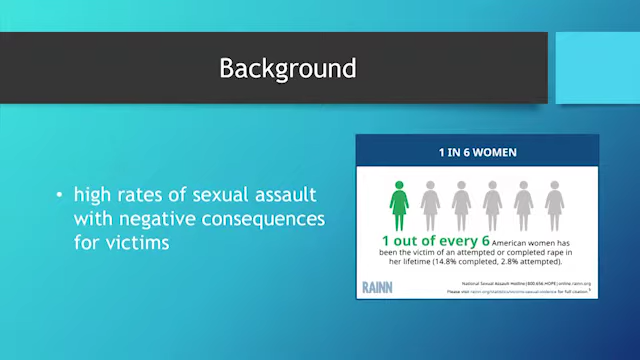 Background
• high rates of sexual assault
with negative consequences
for victims
1 IN 6 WOMEN
1 out of every 6 American women has
been the victim of an attempted or completed rape in
her lifetime (14.8% completed, 2.8% attempted).
RAINN
National Sexual Assault Hotline | 800.656.HOPE | online.rainn.org
Please visit rainn.org/statistics/victims-sexual-violence for full citation.